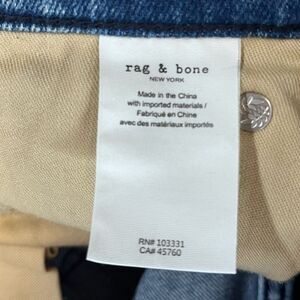 rag & bone
NEW YORK
Made in the China
with imported materials /
Fabriqué en Chine
avec des matériaux importés
RN# 103331
CA# 45760